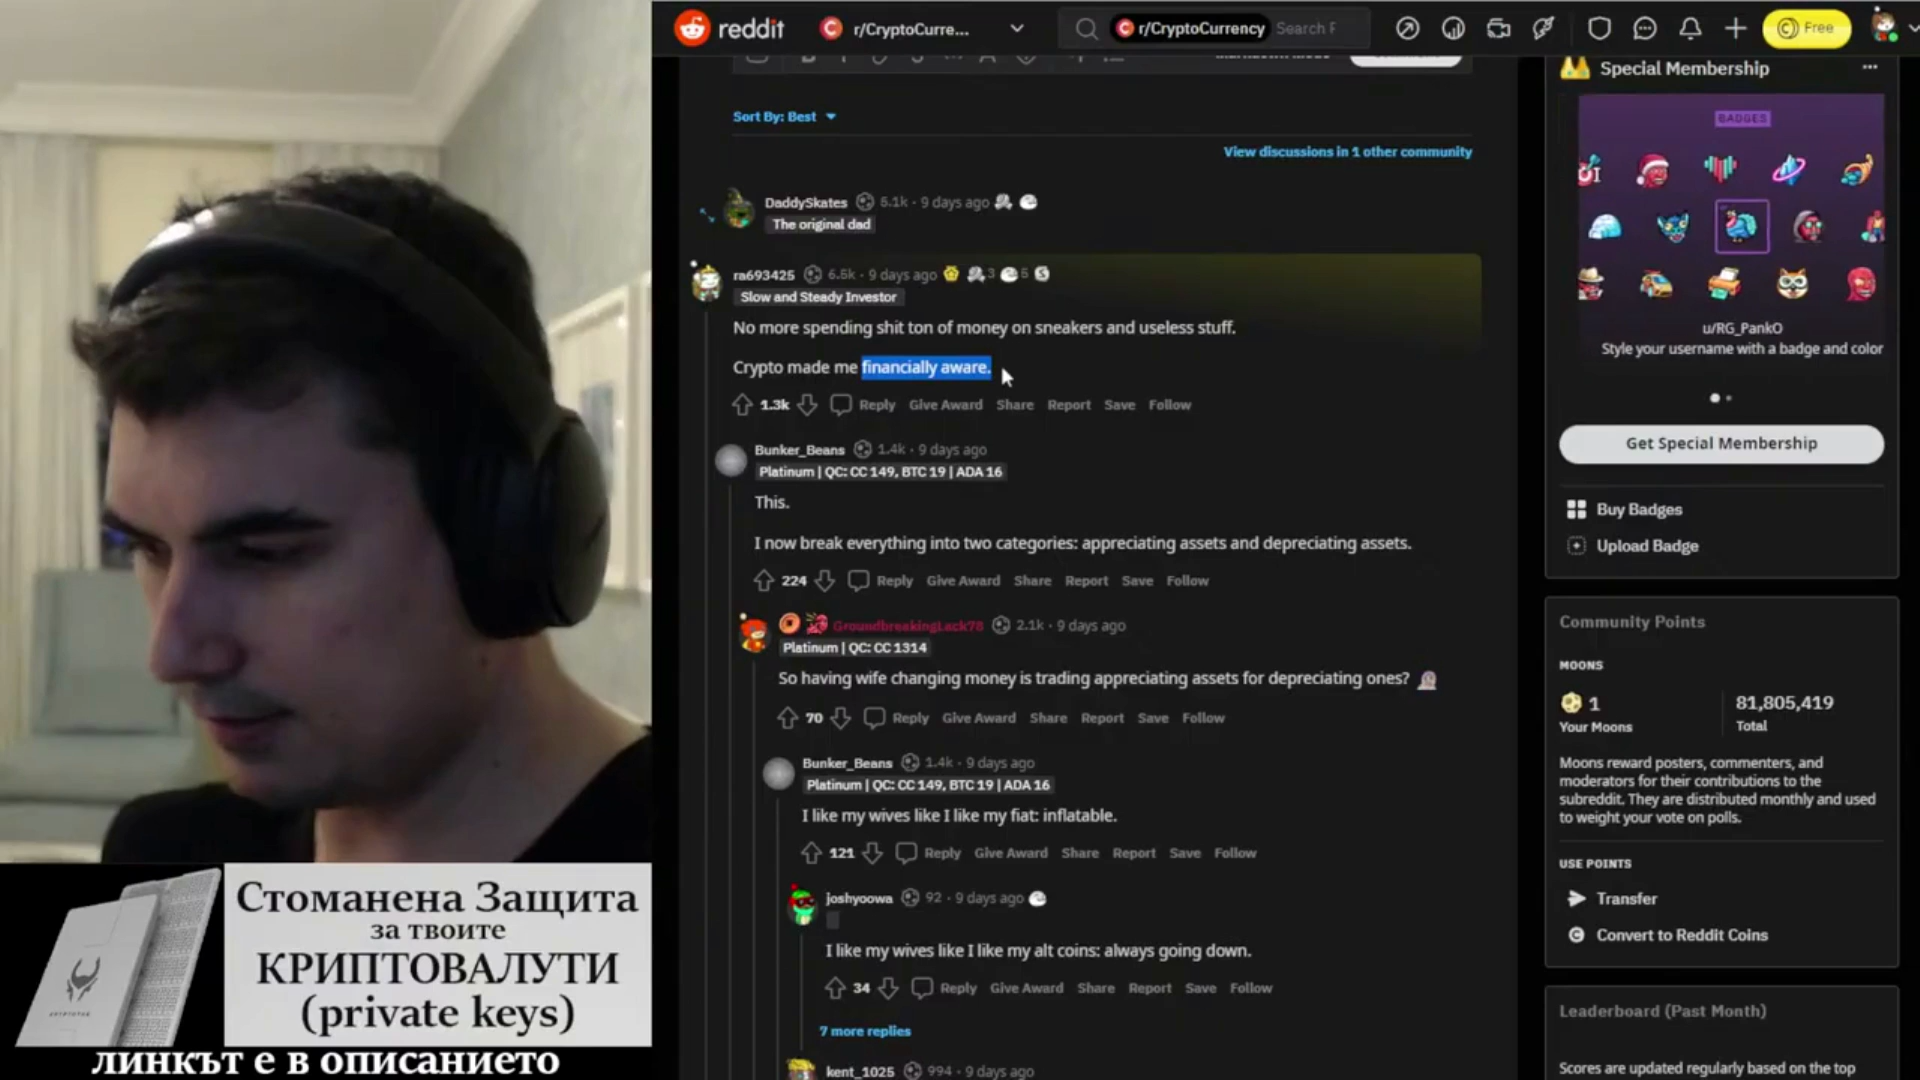 reddit
r/CryptoCurre...
r/CryptoCurrency
Free
Sort By: Best
View discussions in 1 other community
DaddySkates 5.1k · 9 days ago
The original dad
ra693425 6.5k · 9 days ago 3 5
Slow and Steady Investor
No more spending shit ton of money on sneakers and useless stuff.
Crypto made me financially aware.
1.3k Reply Give Award Share Report Save Follow
Bunker_Beans 1.4k · 9 days ago
Platinum | QC: CC 149, BTC 19 | ADA 16
This.
I now break everything into two categories: appreciating assets and depreciating assets.
224 Reply Give Award Share Report Save Follow
GroundbreakingLack78 2.1k · 9 days ago
Platinum | QC: CC 1314
So having wife changing money is trading appreciating assets for depreciating ones?
70 Reply Give Award Share Report Save Follow
Bunker_Beans 1.4k · 9 days ago
Platinum | QC: CC 149, BTC 19 | ADA 16
I like my wives like I like my fiat: inflatable.
121 Reply Give Award Share Report Save Follow
joshyoowa 92 · 9 days ago
I like my wives like I like my alt coins: always going down.
34 Reply Give Award Share Report Save Follow
7 more replies
kent_1025 994 · 9 days ago
Special Membership
BADGES
u/RG_PankO
Style your username with a badge and color
Get Special Membership
Buy Badges
Upload Badge
Community Points
MOONS
1
Your Moons
81,805,419
Total
Moons reward posters, commenters, and
moderators for their contributions to the
subreddit. They are distributed monthly and used
to weight your vote on polls.
USE POINTS
Transfer
Convert to Reddit Coins
Leaderboard (Past Month)
Scores are updated regularly based on the top
Стоманена Защита
за твоите
КРИПТОВАЛУТИ
(private keys)
линкът е в описанието